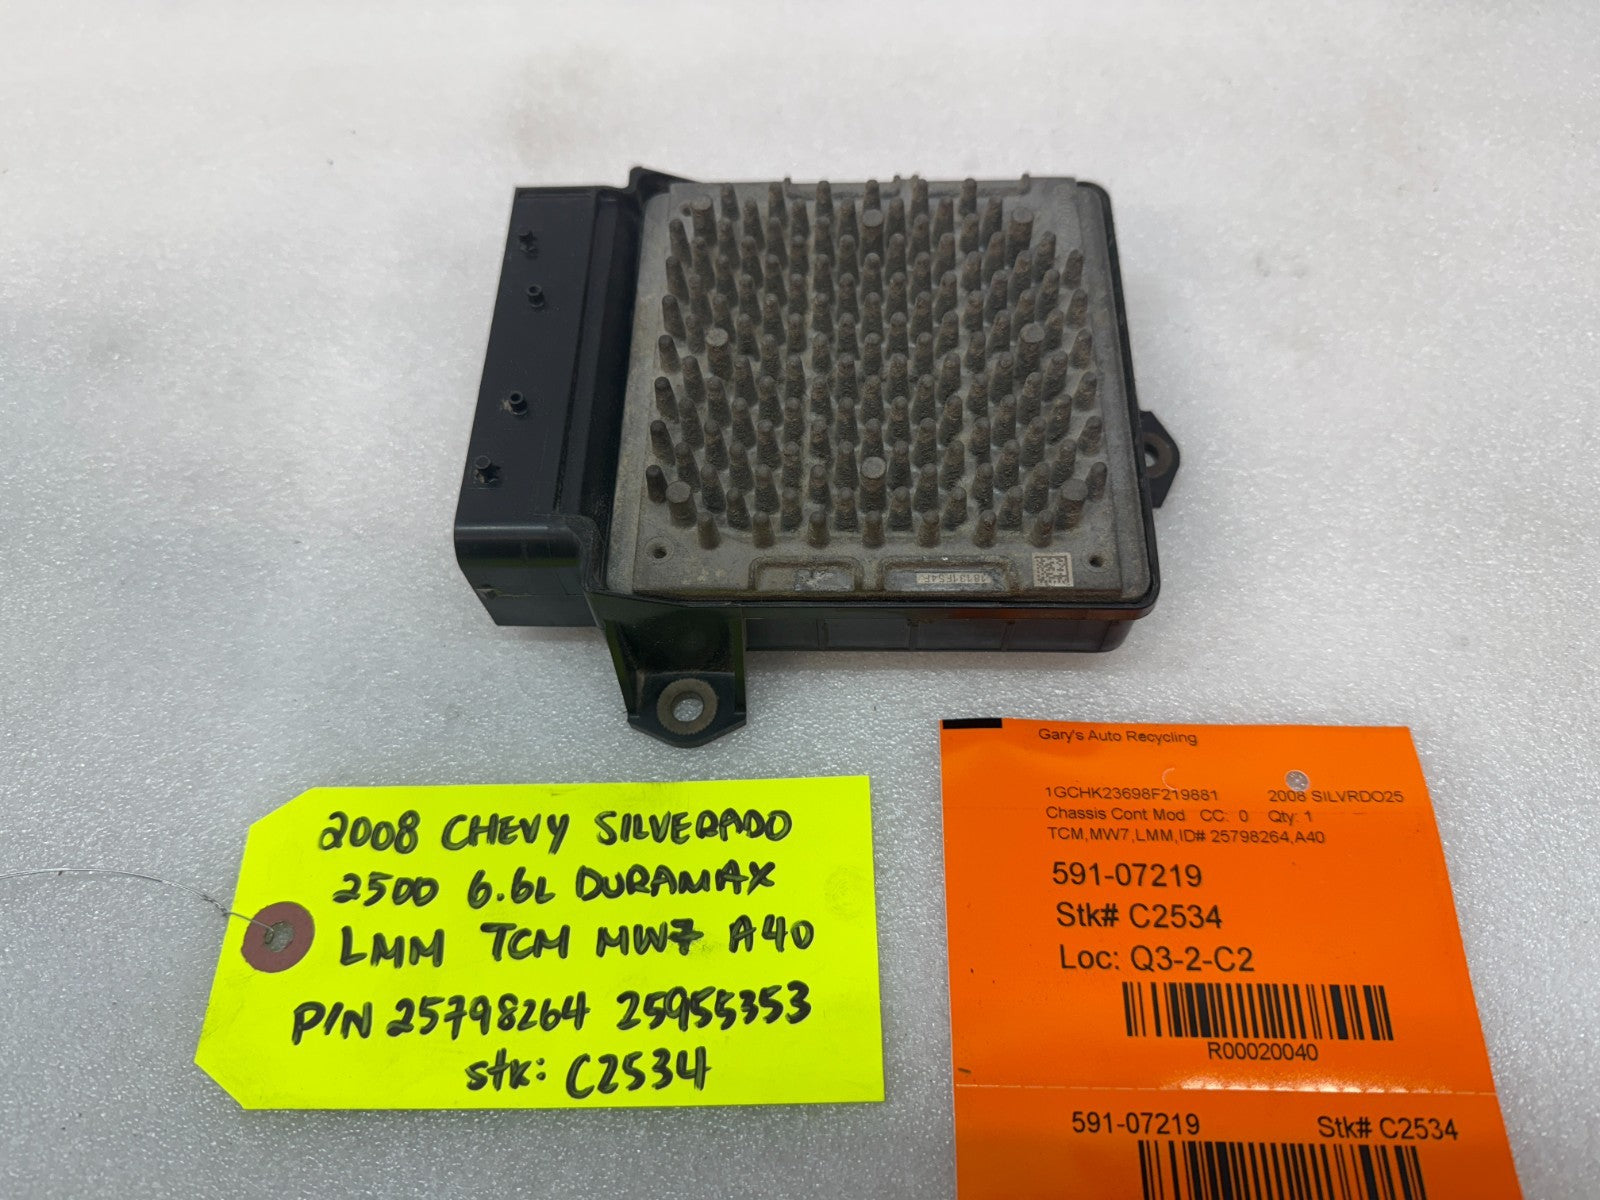 2008 CHEVY SILVERADO
2500 6.6L DURAMAX
LMM TCM MW7 A40
P/N 25798264 25955353
stk: C2534
Gary's Auto Recycling
1GCHK23698F219881 2008 SILVRDO25
Chassis Cont Mod CC: 0 Qty: 1
TCM,MW7,LMM,ID# 25798264,A40
591-07219
Stk# C2534
Loc: Q3-2-C2
R00020040
591-07219 Stk# C2534